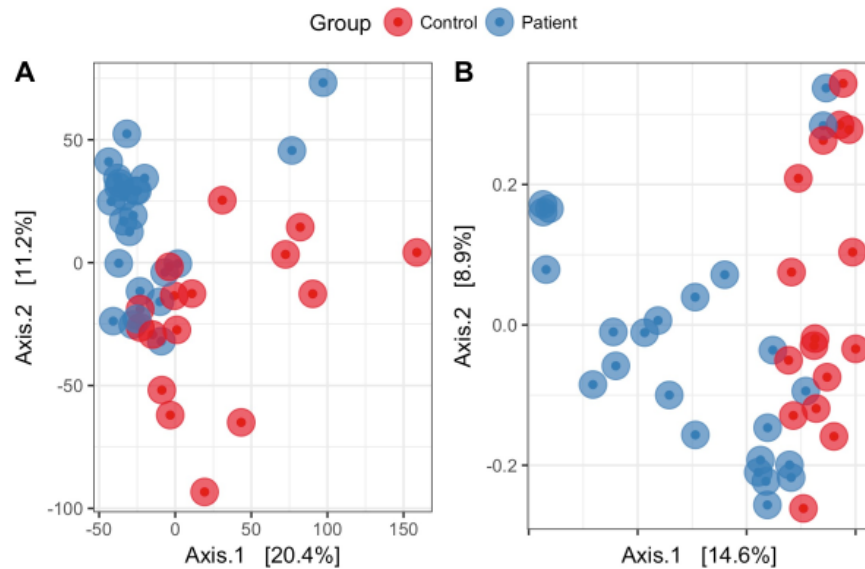 Group Control Patient
A
B
50
0
-50
-100
Axis.2 [11.2%]
-50 0 50 100 150
Axis.1 [20.4%]
0.2
0.0
-0.2
Axis.2 [8.9%]
Axis.1 [14.6%]